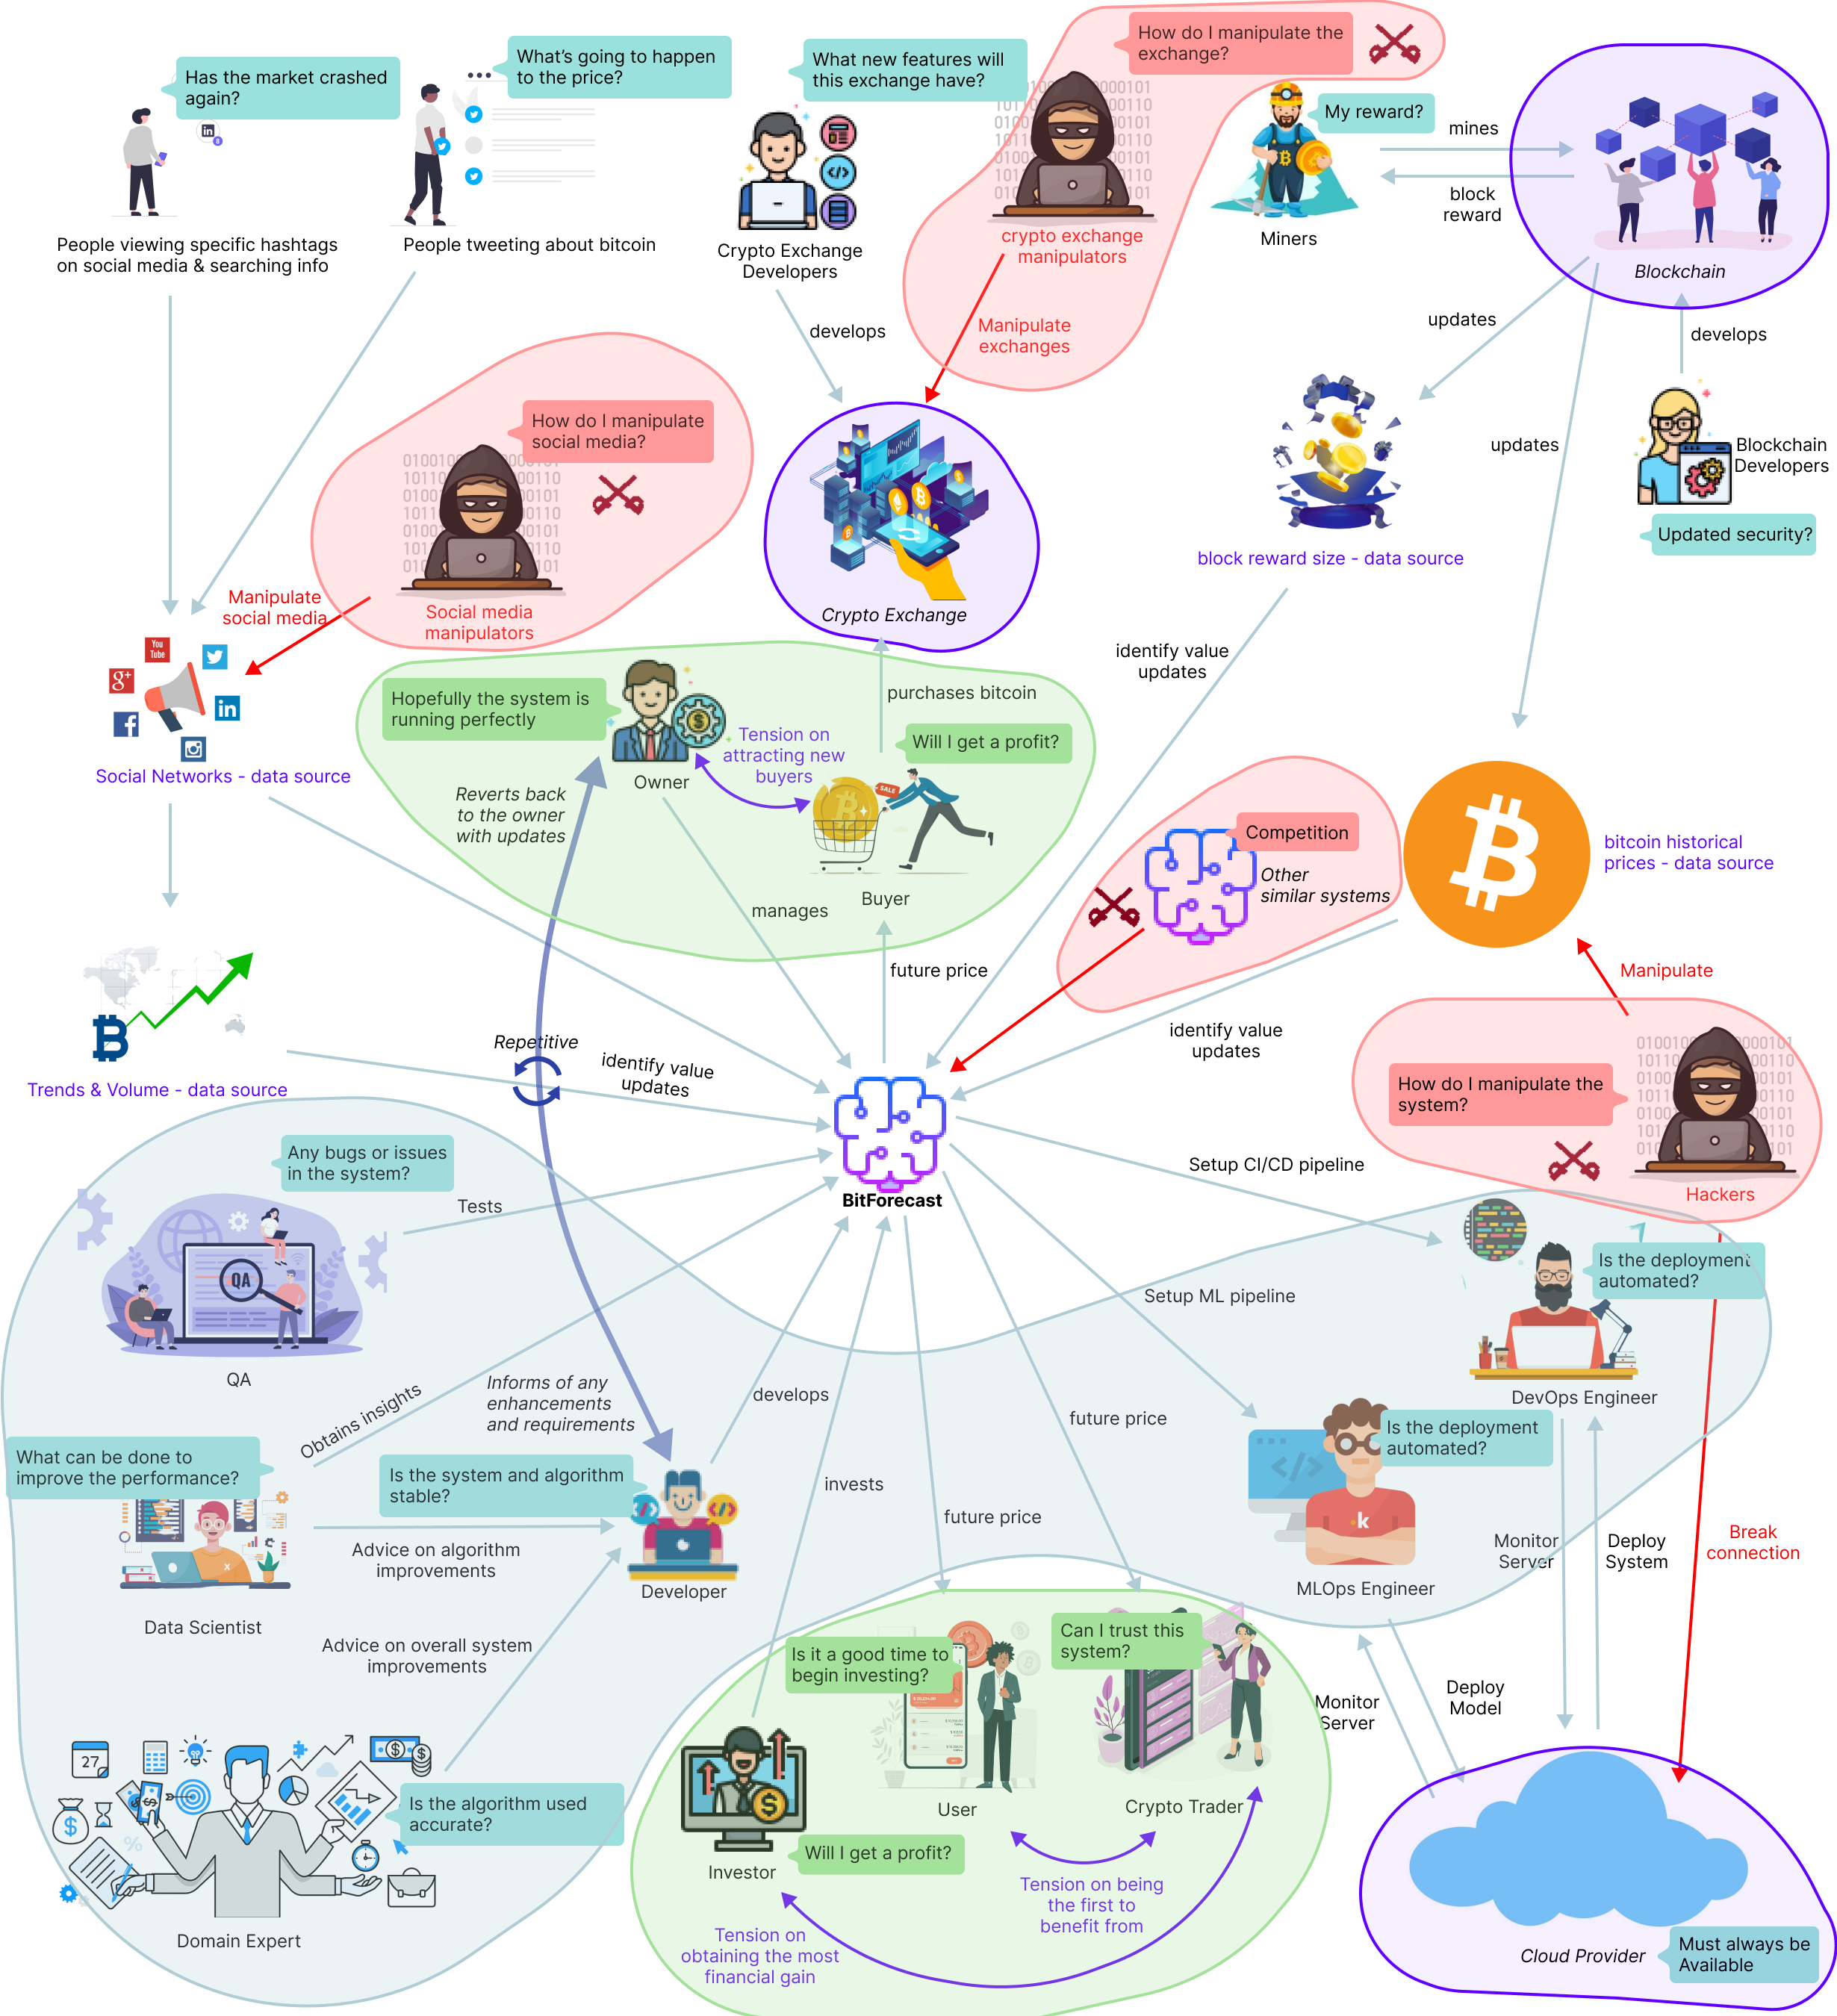 Has the market crashed
again?
What's going to happen
to the price?
What new features will
this exchange have?
How do I manipulate the
exchange?
My reward?
mines
block
reward
People viewing specific hashtags
on social media & searching info
People tweeting about bitcoin
Crypto Exchange
Developers
crypto exchange
manipulators
Miners
Blockchain
develops
Manipulate
exchanges
updates
develops
How do I manipulate
social media?
updates
Blockchain
Developers
Updated security?
block reward size - data source
Manipulate
social media
Social media
manipulators
Crypto Exchange
You
Tube
g+
in
f
Social Networks - data source
Hopefully the system is
running perfectly
Owner
Tension on
attracting new
buyers
purchases bitcoin
Will I get a profit?
SALE
Buyer
identify value
updates
Reverts back
to the owner
with updates
manages
Competition
Other
similar systems
bitcoin historical
prices - data source
future price
Manipulate
identify value
updates
Repetitive
identify value
updates
Trends & Volume - data source
How do I manipulate the
system?
Hackers
Any bugs or issues
in the system?
Tests
BitForecast
Setup CI/CD pipeline
QA
QA
Is the deployment
automated?
Setup ML pipeline
DevOps Engineer
Informs of any
enhancements
and requirements
develops
Obtains insights
future price
Is the deployment
automated?
What can be done to
improve the performance?
Is the system and algorithm
stable?
invests
future price
k
Monitor
Server
Deploy
System
Break
connection
Advice on algorithm
improvements
Developer
MLOps Engineer
Data Scientist
Advice on overall system
improvements
Is it a good time to
begin investing?
Can I trust this
system?
Monitor
Server
Deploy
Model
27
Is the algorithm used
accurate?
User
Crypto Trader
Investor
Will I get a profit?
Tension on being
the first to
benefit from
Domain Expert
Tension on
obtaining the most
financial gain
Cloud Provider
Must always be
Available